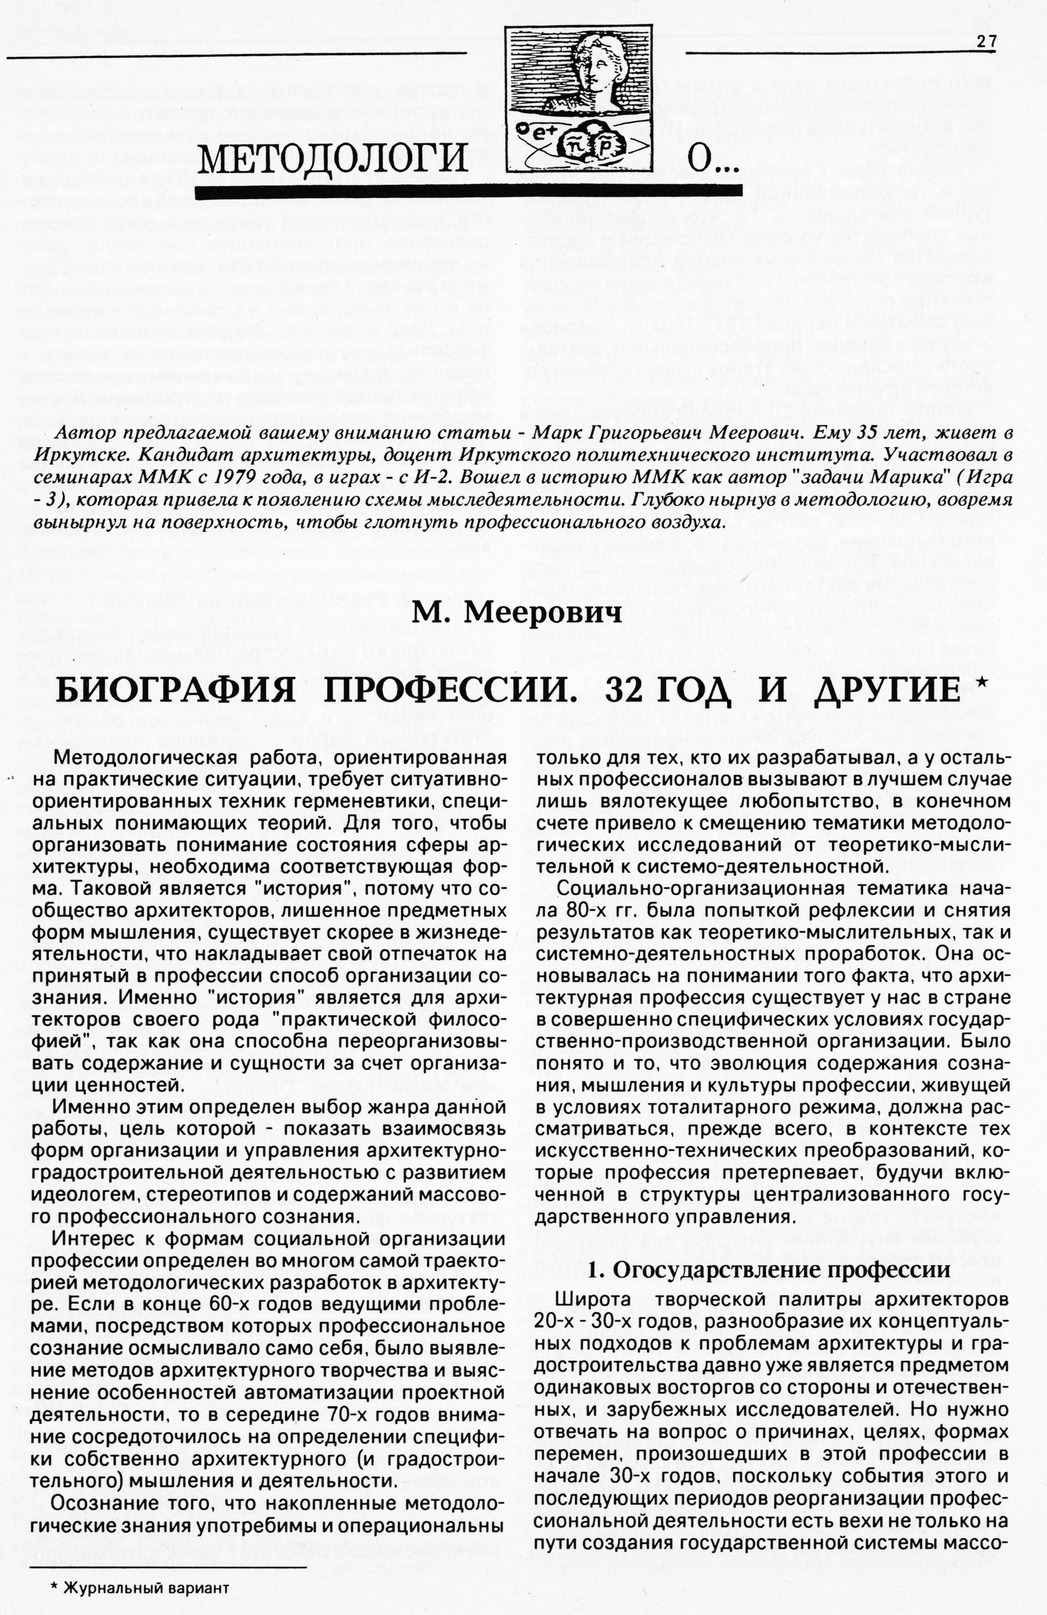 27
МЕТОДОЛОГИ О...
e+
ñ p̃
Автор предлагаемой вашему вниманию статьи - Марк Григорьевич Меерович. Ему 35 лет, живет в
Иркутске. Кандидат архитектуры, доцент Иркутского политехнического института. Участвовал в
семинарах ММК с 1979 года, в играх - с И-2. Вошел в историю ММК как автор "задачи Марика" (Игра
- 3), которая привела к появлению схемы мыследеятельности. Глубоко нырнув в методологию, вовремя
вынырнул на поверхность, чтобы глотнуть профессионального воздуха.
М. Меерович
БИОГРАФИЯ ПРОФЕССИИ. 32 ГОД И ДРУГИЕ *
Методологическая работа, ориентированная
на практические ситуации, требует ситуативно-
ориентированных техник герменевтики, специ-
альных понимающих теорий. Для того, чтобы
организовать понимание состояния сферы ар-
хитектуры, необходима соответствующая фор-
ма. Таковой является "история", потому что со-
общество архитекторов, лишенное предметных
форм мышления, существует скорее в жизнеде-
ятельности, что накладывает свой отпечаток на
принятый в профессии способ организации со-
знания. Именно "история" является для архи-
текторов своего рода "практической филосо-
фией", так как она способна переорганизовы-
вать содержание и сущности за счет организа-
ции ценностей.
Именно этим определен выбор жанра данной
работы, цель которой - показать взаимосвязь
форм организации и управления архитектурно-
градостроительной деятельностью с развитием
идеологем, стереотипов и содержаний массово-
го профессионального сознания.
Интерес к формам социальной организации
профессии определен во многом самой траекто-
рией методологических разработок в архитекту-
ре. Если в конце 60-х годов ведущими пробле-
мами, посредством которых профессиональное
сознание осмысливало само себя, было выявле-
ние методов архитектурного творчества и выяс-
нение особенностей автоматизации проектной
деятельности, то в середине 70-х годов внима-
ние сосредоточилось на определении специфи-
ки собственно архитектурного (и градострои-
тельного) мышления и деятельности.
Осознание того, что накопленные методоло-
гические знания употребимы и операциональны
* Журнальный вариант
только для тех, кто их разрабатывал, а у осталь-
ных профессионалов вызывают в лучшем случае
лишь вялотекущее любопытство, в конечном
счете привело к смещению тематики методоло-
гических исследований от теоретико-мысли-
тельной к системо-деятельностной.
Социально-организационная тематика нача-
ла 80-х гг. была попыткой рефлексии и снятия
результатов как теоретико-мыслительных, так и
системно-деятельностных проработок. Она ос-
новывалась на понимании того факта, что архи-
тектурная профессия существует у нас в стране
в совершенно специфических условиях государ-
ственно-производственной организации. Было
понято и то, что эволюция содержания созна-
ния, мышления и культуры профессии, живущей
в условиях тоталитарного режима, должна рас-
сматриваться, прежде всего, в контексте тех
искусственно-технических преобразований, ко-
торые профессия претерпевает, будучи вклю-
ченной в структуры централизованного госу-
дарственного управления.
1. Огосударствление профессии
Широта творческой палитры архитекторов
20-х - 30-х годов, разнообразие их концептуаль-
ных подходов к проблемам архитектуры и гра-
достроительства давно уже является предметом
одинаковых восторгов со стороны и отечествен-
ных, и зарубежных исследователей. Но нужно
отвечать на вопрос о причинах, целях, формах
перемен, произошедших в этой профессии в
начале 30-х годов, поскольку события этого и
последующих периодов реорганизации профес-
сиональной деятельности есть вехи не только на
пути создания государственной системы массо-